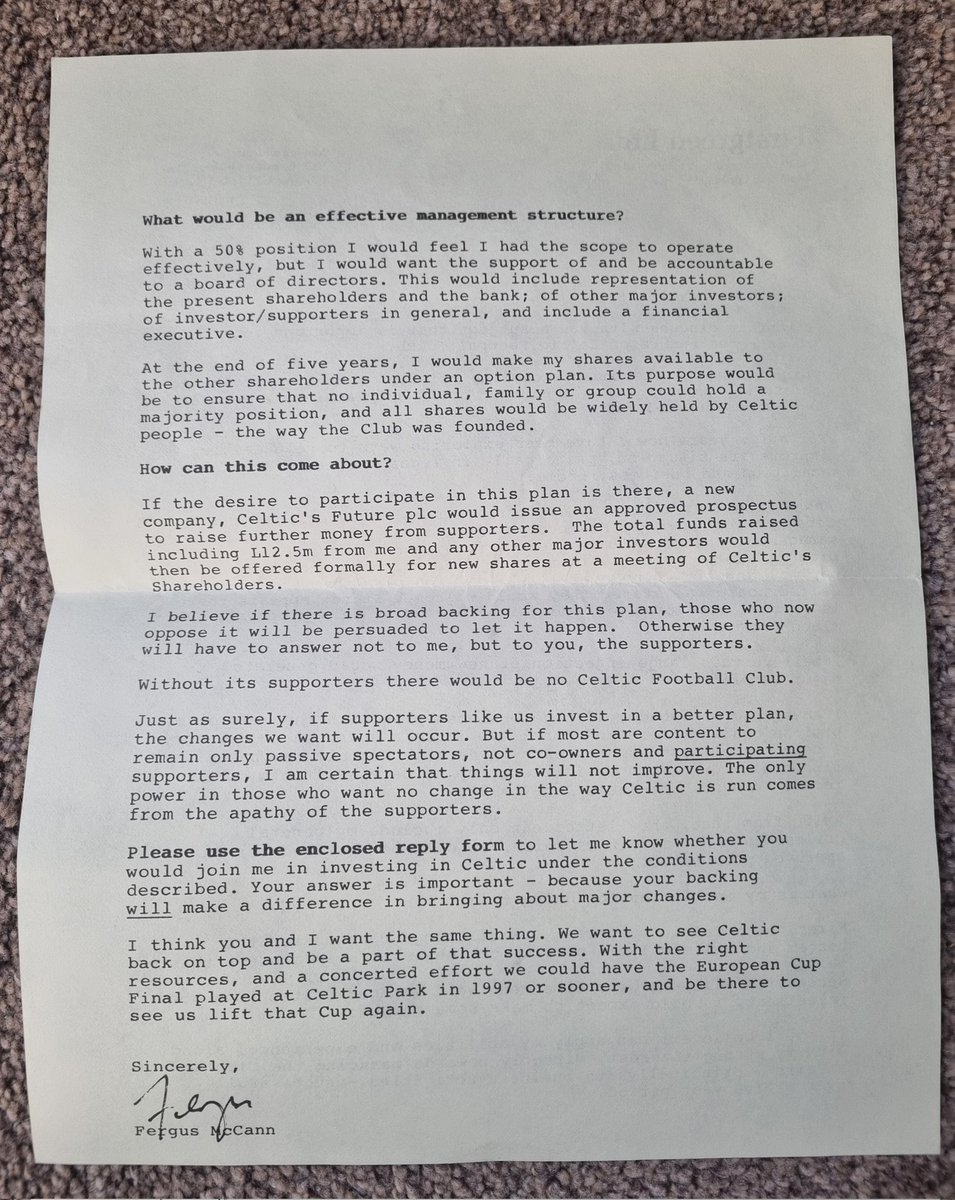 What would be an effective management structure?
With a 50% position I would feel I had the scope to operate
effectively, but I would want the support of and be accountable
to a board of directors. This would include representation of
the present shareholders and the bank; of other major investors;
of investor/supporters in general, and include a financial
executive.
At the end of five years, I would make my shares available to
the other shareholders under an option plan. Its purpose would
be to ensure that no individual, family or group could hold a
majority position, and all shares would be widely held by Celtic
people - the way the Club was founded.
How can this come about?
If the desire to participate in this plan is there, a new
company, Celtic's Future plc would issue an approved prospectus
to raise further money from supporters. The total funds raised
including L12.5m from me and any other major investors would
then be offered formally for new shares at a meeting of Celtic's
Shareholders.
I believe if there is broad backing for this plan, those who now
oppose it will be persuaded to let it happen. Otherwise they
will have to answer not to me, but to you, the supporters.
Without its supporters there would be no Celtic Football Club.
Just as surely, if supporters like us invest in a better plan,
the changes we want will occur. But if most are content to
remain only passive spectators, not co-owners and participating
supporters, I am certain that things will not improve. The only
power in those who want no change in the way Celtic is run comes
from the apathy of the supporters.
Please use the enclosed reply form to let me know whether you
would join me in investing in Celtic under the conditions
described. Your answer is important - because your backing
will make a difference in bringing about major changes.
I think you and I want the same thing. We want to see Celtic
back on top and be a part of that success. With the right
resources, and a concerted effort we could have the European Cup
Final played at Celtic Park in 1997 or sooner, and be there to
see us lift that Cup again.
Sincerely,
Fergus
Fergus McCann